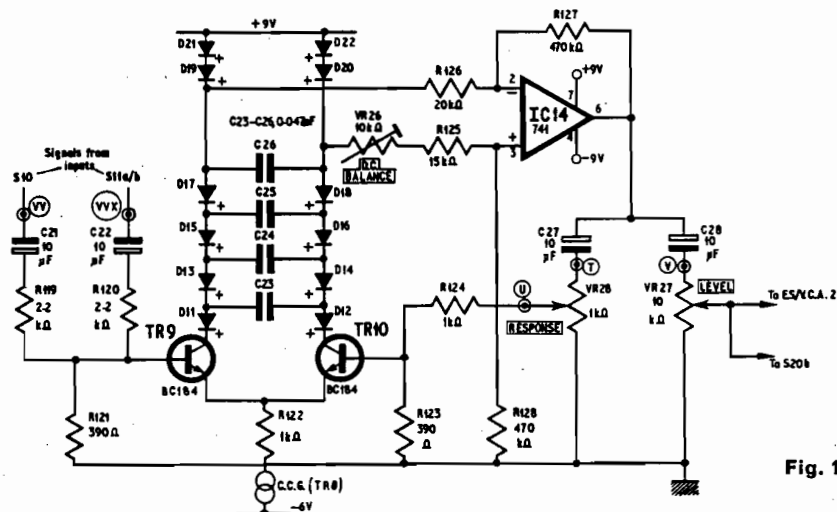 +9V
D21
D22
D19
D20
R127
470kΩ
R126
20kΩ
+9V
2
7
IC14
741
6
4
3
-9V
C23-C26, 0·047µF
VR26
10kΩ
R125
15kΩ
D.C.
BALANCE
C26
Signals from
inputs
S10
S11a/b
VV
VVX
D17
D18
C25
C21
10
µF
C22
10
µF
D15
D16
C24
C27
10
µF
C28
10
µF
D13
D14
T
V
R119
2·2
kΩ
R120
2·2
kΩ
C23
R124
1kΩ
U
RESPONSE
VR28
1kΩ
VR27
10
kΩ
LEVEL
To ES/V.C.A.2
To S20b
D11
D12
TR9
TR10
BC184
BC184
R121
390Ω
R122
1kΩ
R123
390
Ω
R128
470
kΩ
C.C.G. (TR8)
-6V
Fig. 1